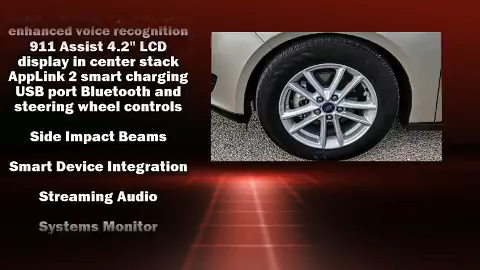 enhanced voice recognition
911 Assist 4.2" LCD
display in center stack
AppLink 2 smart charging
USB port Bluetooth and
steering wheel controls
Side Impact Beams
Smart Device Integration
Streaming Audio
Systems Monitor